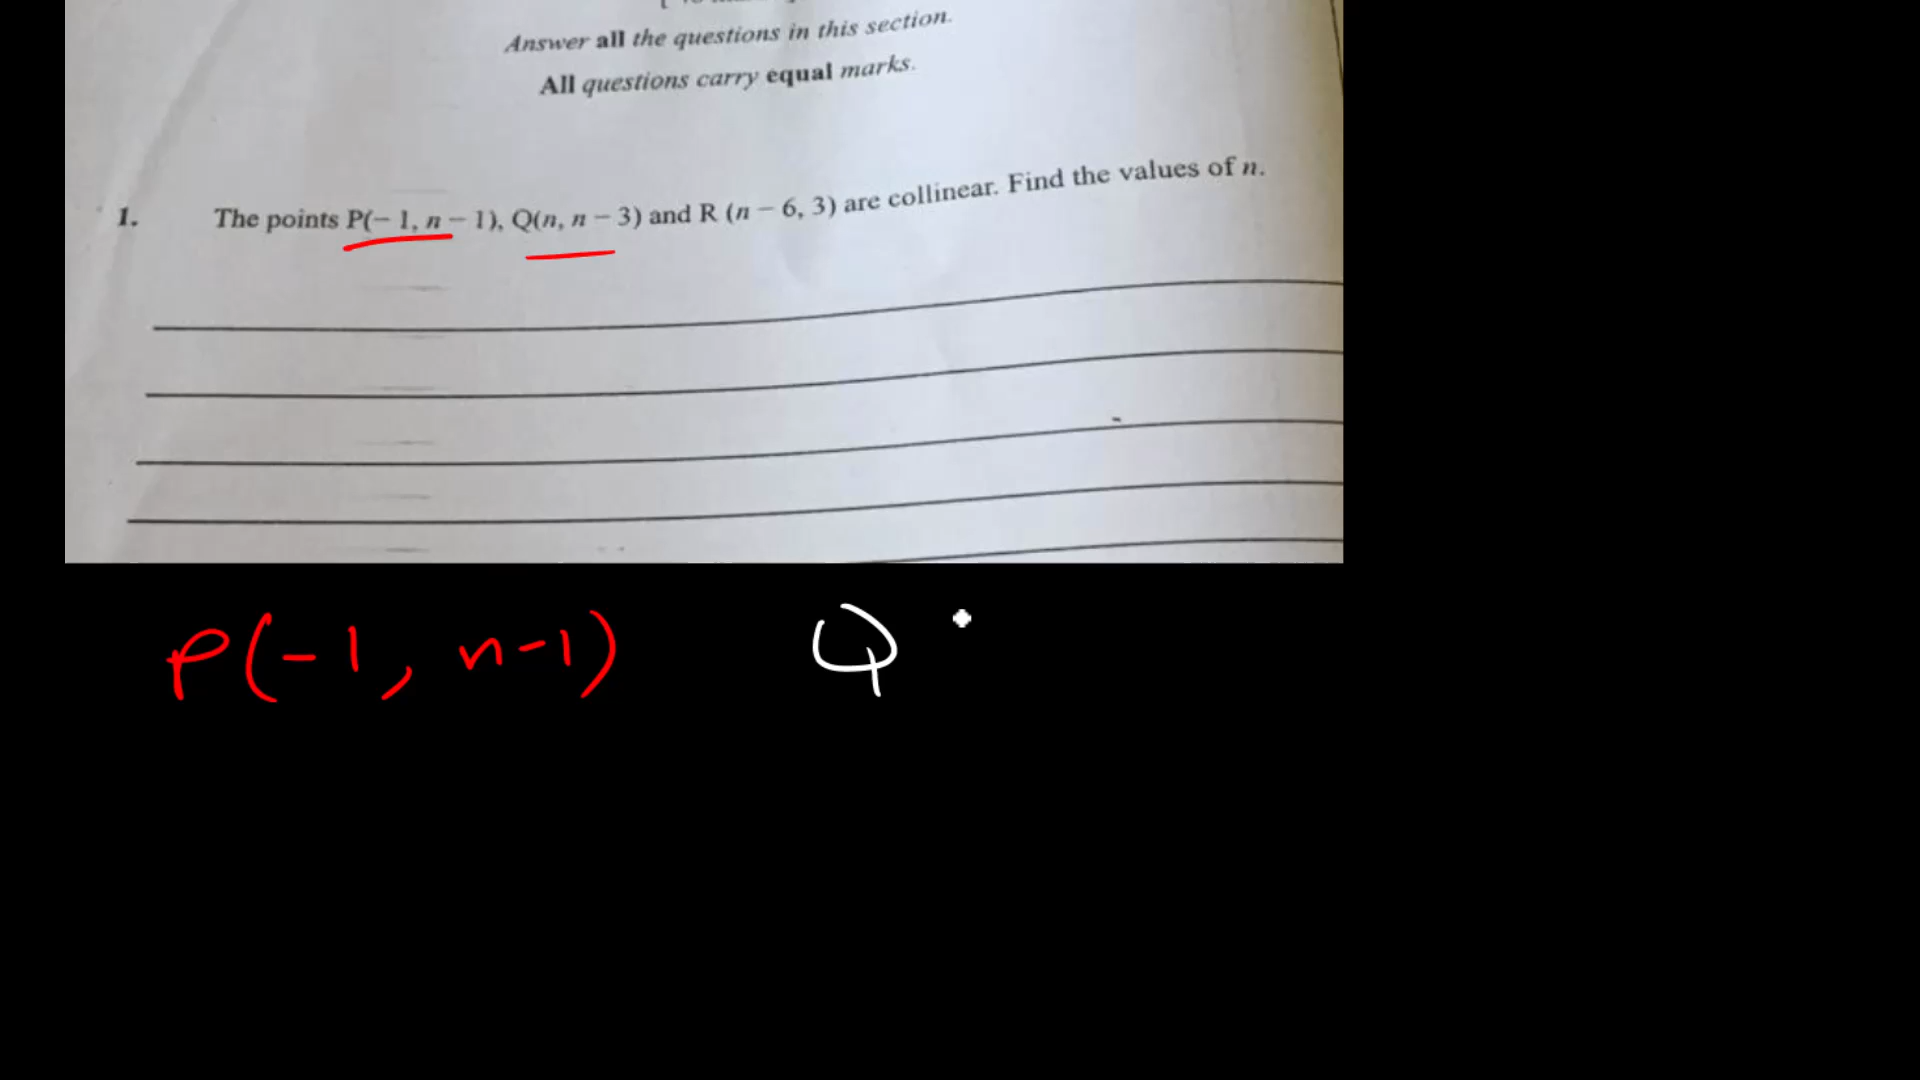 Answer all the questions in this section.
All questions carry equal marks.
1. The points P(− 1, n − 1), Q(n, n − 3) and R (n − 6, 3) are collinear. Find the values of n.
P(-1, n-1) Q